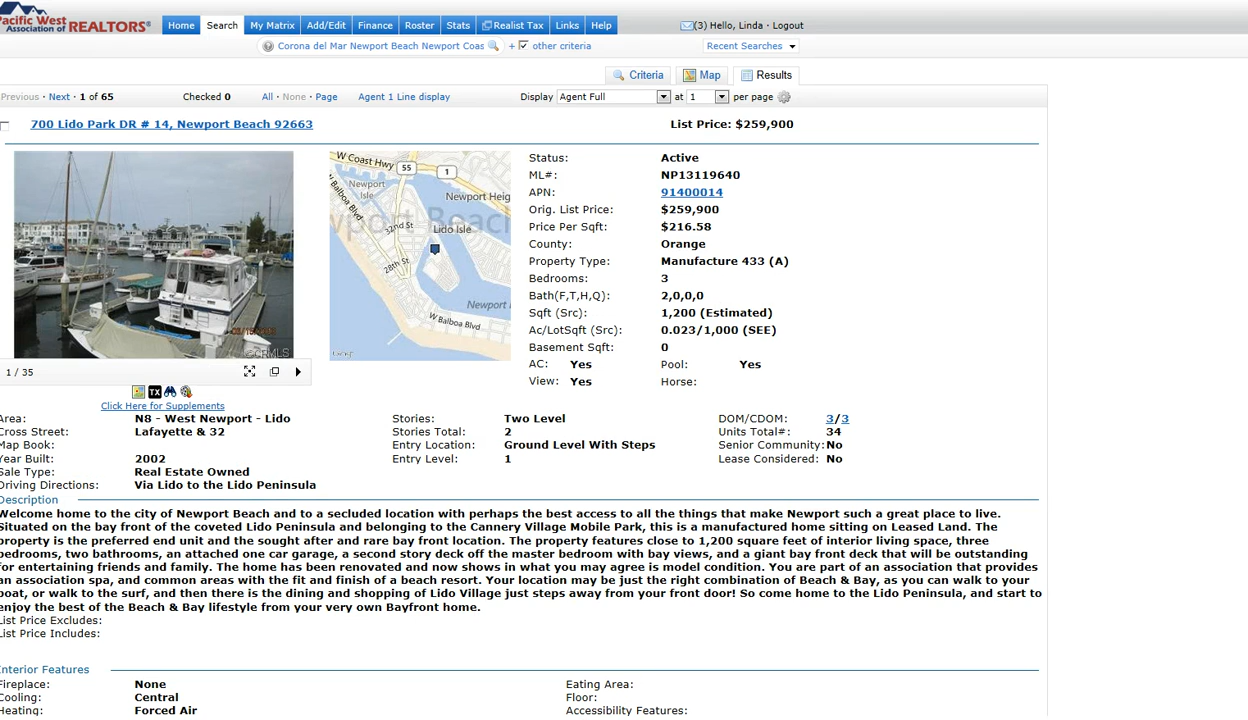 Pacific West
Association of REALTORS®
Home Search My Matrix Add/Edit Finance Roster Stats Realist Tax Links Help
(3) Hello, Linda · Logout
Corona del Mar Newport Beach Newport Coas + other criteria
Recent Searches
Criteria Map Results
Previous · Next · 1 of 65 Checked 0 All · None · Page Agent 1 Line display Display Agent Full at 1 per page
700 Lido Park DR # 14, Newport Beach 92663 List Price: $259,900
W Coast Hwy
55
1
Newport
Isle
Newport Heig
W Balboa Blvd
wport Beach
32nd St
Lido Isle
28th St
Newport
W Balboa Blvd
CRMLS
Status: Active
ML#: NP13119640
APN: 91400014
Orig. List Price: $259,900
Price Per Sqft: $216.58
County: Orange
Property Type: Manufacture 433 (A)
Bedrooms: 3
Bath(F,T,H,Q): 2,0,0,0
Sqft (Src): 1,200 (Estimated)
Ac/LotSqft (Src): 0.023/1,000 (SEE)
Basement Sqft: 0
AC: Yes Pool: Yes
View: Yes Horse:
1 / 35
TX
Click Here for Supplements
Area: N8 - West Newport - Lido Stories: Two Level DOM/CDOM: 3/3
Cross Street: Lafayette & 32 Stories Total: 2 Units Total#: 34
Map Book: Entry Location: Ground Level With Steps Senior Community: No
Year Built: 2002 Entry Level: 1 Lease Considered: No
Sale Type: Real Estate Owned
Driving Directions: Via Lido to the Lido Peninsula
Description
Welcome home to the city of Newport Beach and to a secluded location with perhaps the best access to all the things that make Newport such a great place to live.
Situated on the bay front of the coveted Lido Peninsula and belonging to the Cannery Village Mobile Park, this is a manufactured home sitting on Leased Land. The
property is the preferred end unit and the sought after and rare bay front location. The property features close to 1,200 square feet of interior living space, three
bedrooms, two bathrooms, an attached one car garage, a second story deck off the master bedroom with bay views, and a giant bay front deck that will be outstanding
for entertaining friends and family. The home has been renovated and now shows in what you may agree is model condition. You are part of an association that provides
an association spa, and common areas with the fit and finish of a beach resort. Your location may be just the right combination of Beach & Bay, as you can walk to your
boat, or walk to the surf, and then there is the dining and shopping of Lido Village just steps away from your front door! So come home to the Lido Peninsula, and start to
enjoy the best of the Beach & Bay lifestyle from your very own Bayfront home.
List Price Excludes:
List Price Includes:
Interior Features
Fireplace: None Eating Area:
Cooling: Central Floor:
Heating: Forced Air Accessibility Features: